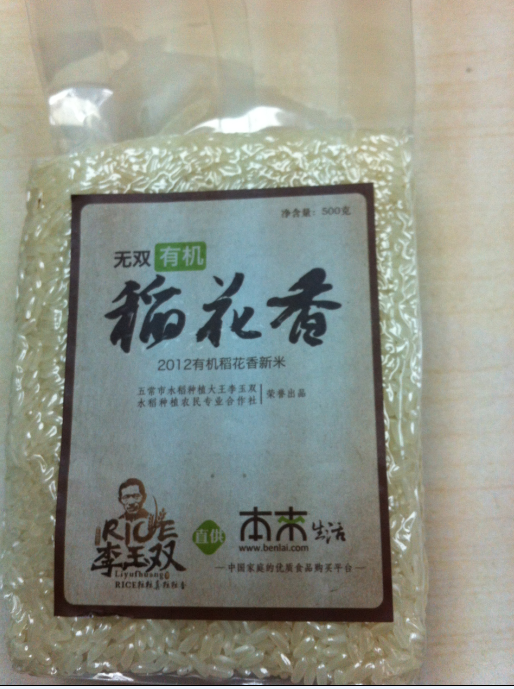 净含量：500克
无双 有机
稻花香
2012有机稻花香新米
五常市水稻种植大王李玉双
水稻种植农民专业合作社
荣誉出品
IRICE
李玉双
直供
本来生活
www.benlai.com
中国家庭的优质食品购买平台